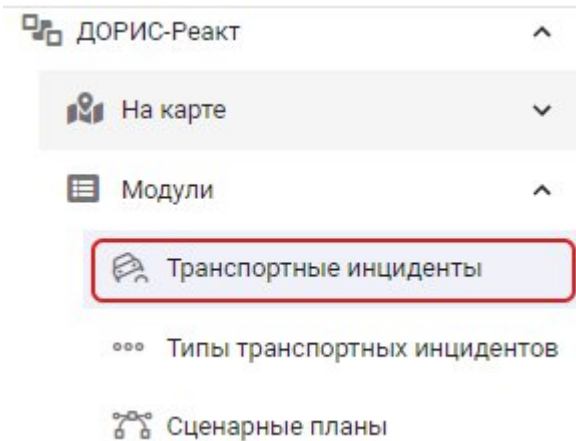 ДОРИС-Реакт
На карте
Модули
Транспортные инциденты
Типы транспортных инцидентов
Сценарные планы